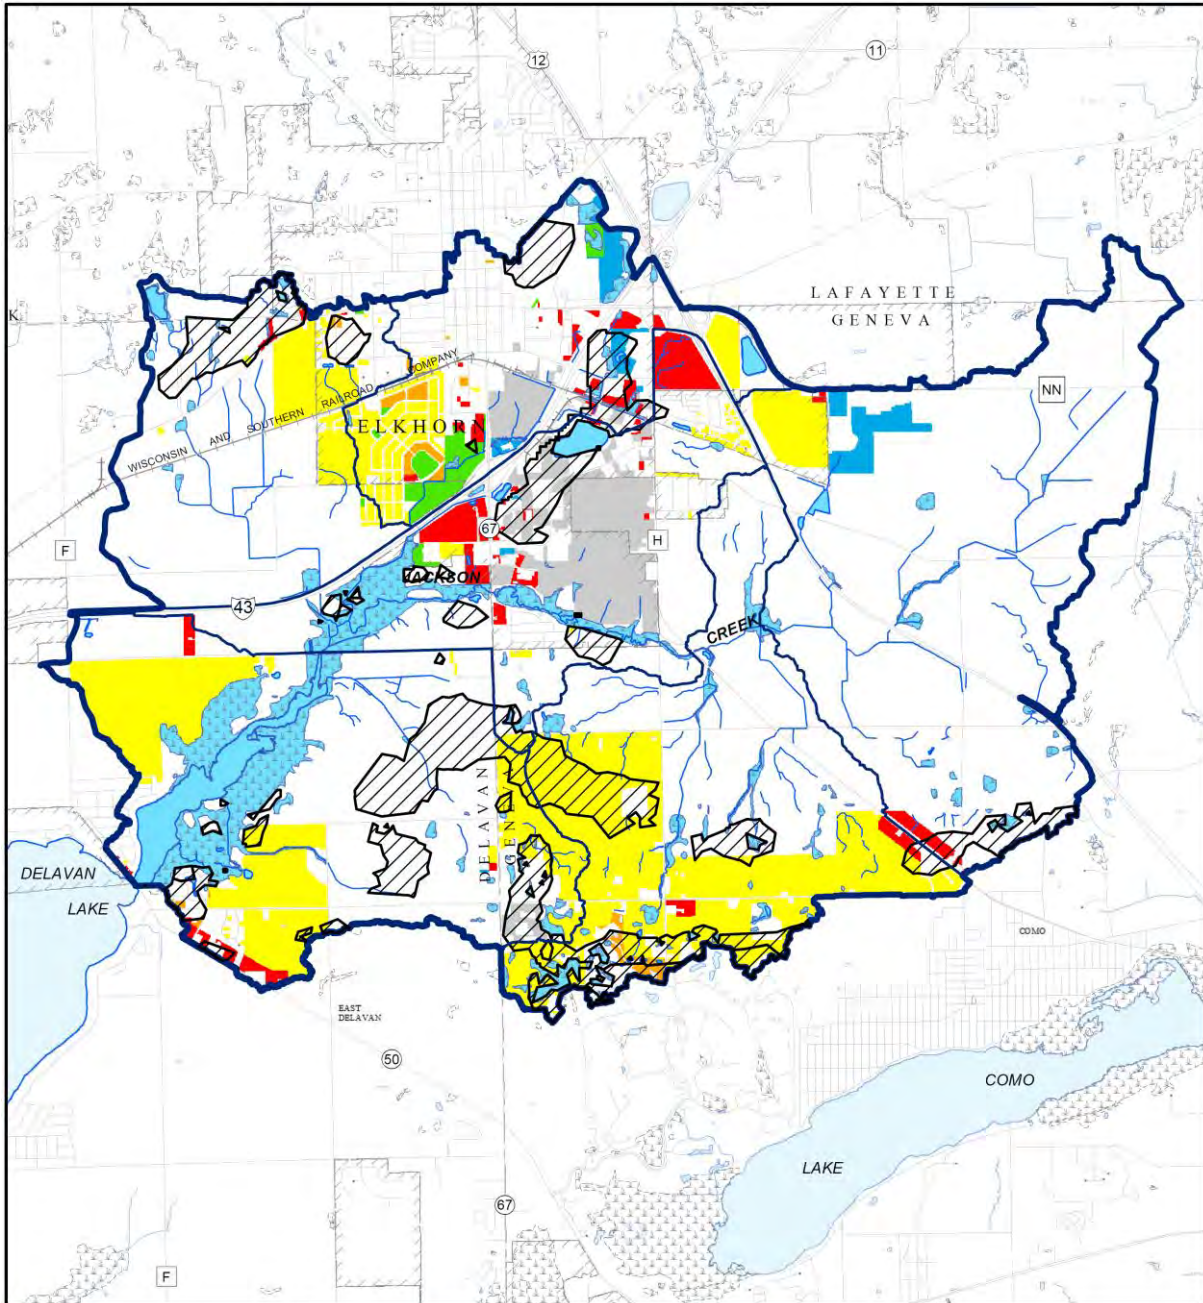 12
11
LAFAYETTE
GENEVA
K
NN
WISCONSIN AND SOUTHERN RAILROAD COMPANY
ELKHORN
67
H
F
JACKSON
43
CREEK
DELAVAN
GENEVA
DELAVAN
LAKE
COMO
EAST
DELAVAN
50
COMO
LAKE
67
F